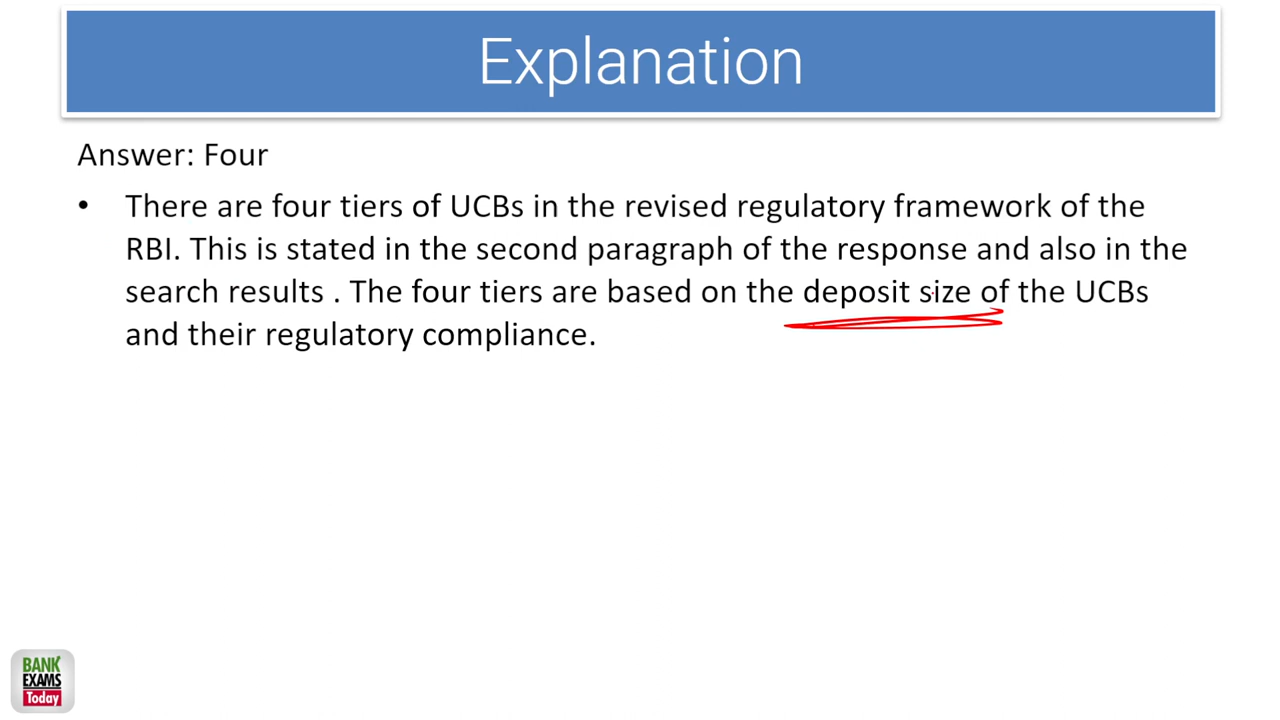 Explanation
Answer: Four
• There are four tiers of UCBs in the revised regulatory framework of the
RBI. This is stated in the second paragraph of the response and also in the
search results . The four tiers are based on the deposit size of the UCBs
and their regulatory compliance.
BANK
EXAMS
Today